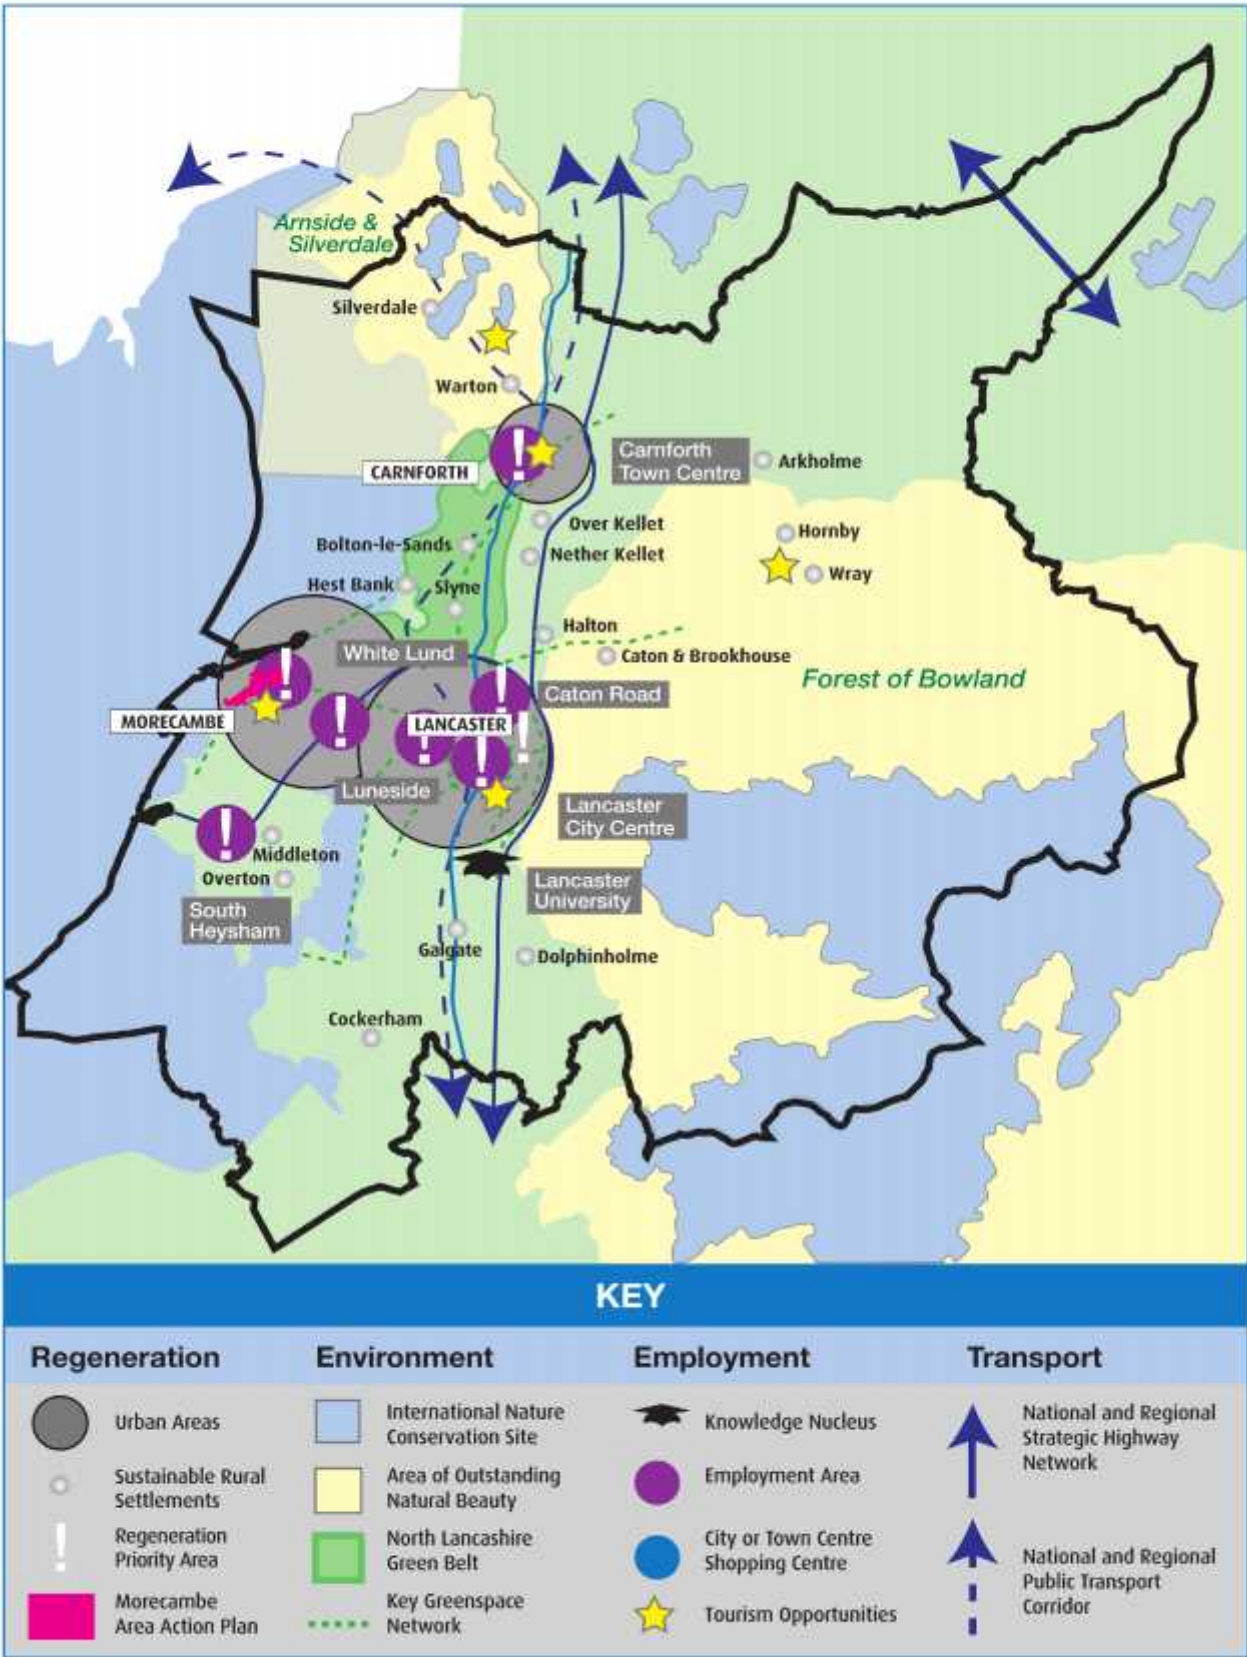 Arnside &
Silverdale
Silverdale
Warton
CARNFORTH
Carnforth
Town Centre
Arkholme
Over Kellet
Hornby
Bolton-le-Sands
Nether Kellet
Wray
Hest Bank
Slyne
Halton
White Lund
Caton & Brookhouse
Forest of Bowland
Caton Road
MORECAMBE
LANCASTER
Luneside
Lancaster
City Centre
Middleton
Overton
Lancaster
University
South
Heysham
Galgate
Dolphinholme
Cockerham
KEY
Regeneration
Urban Areas
Sustainable Rural
Settlements
Regeneration
Priority Area
Morecambe
Area Action Plan
Environment
International Nature
Conservation Site
Area of Outstanding
Natural Beauty
North Lancashire
Green Belt
Key Greenspace
Network
Employment
Knowledge Nucleus
Employment Area
City or Town Centre
Shopping Centre
Tourism Opportunities
Transport
National and Regional
Strategic Highway
Network
National and Regional
Public Transport
Corridor